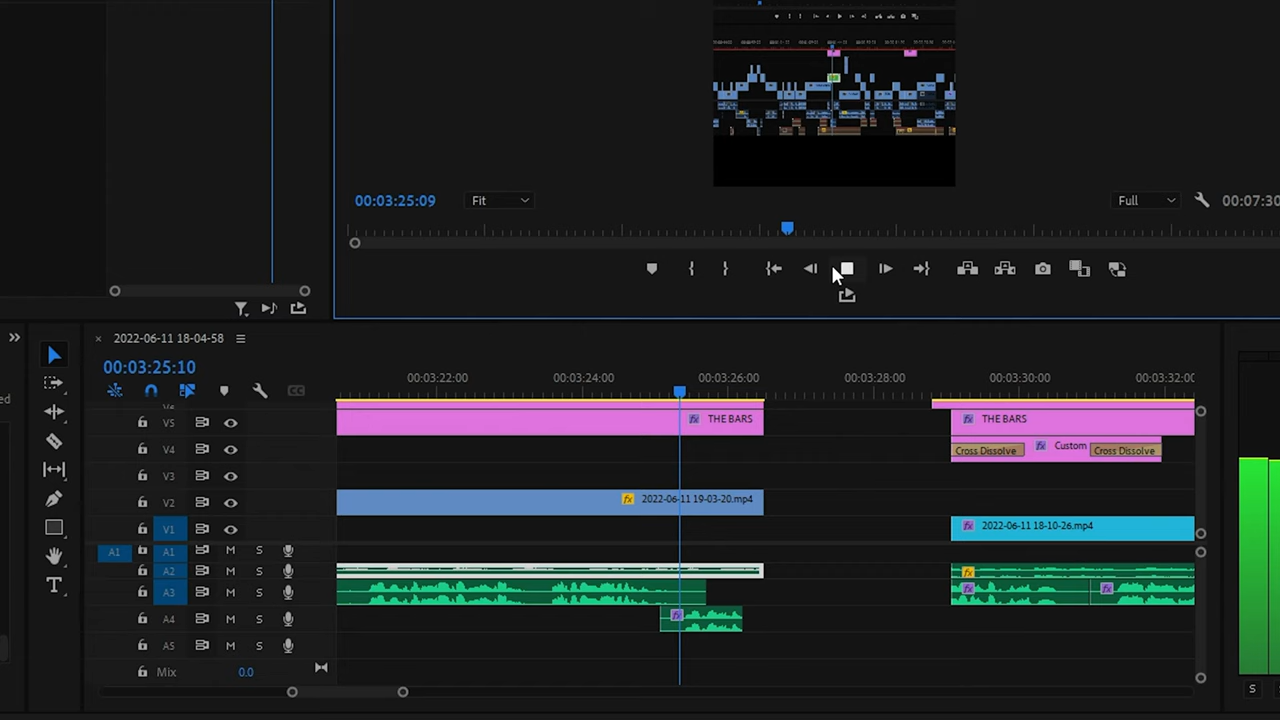 00:03:25:09 Fit Full 00:07:30
2022-06-11 18-04-58
00:03:25:10
00:03:22:00 00:03:24:00 00:03:26:00 00:03:28:00 00:03:30:00 00:03:32:00
ed
V5 THE BARS THE BARS
V4 Cross Dissolve fx Custom Cross Dissolve
V3
V2 fx 2022-06-11 19-03-20.mp4
V1 fx 2022-06-11 18-10-26.mp4
A1 A1 M S
A2 M S
A3 M S
A4 M S
A5 M S
Mix 0.0
S